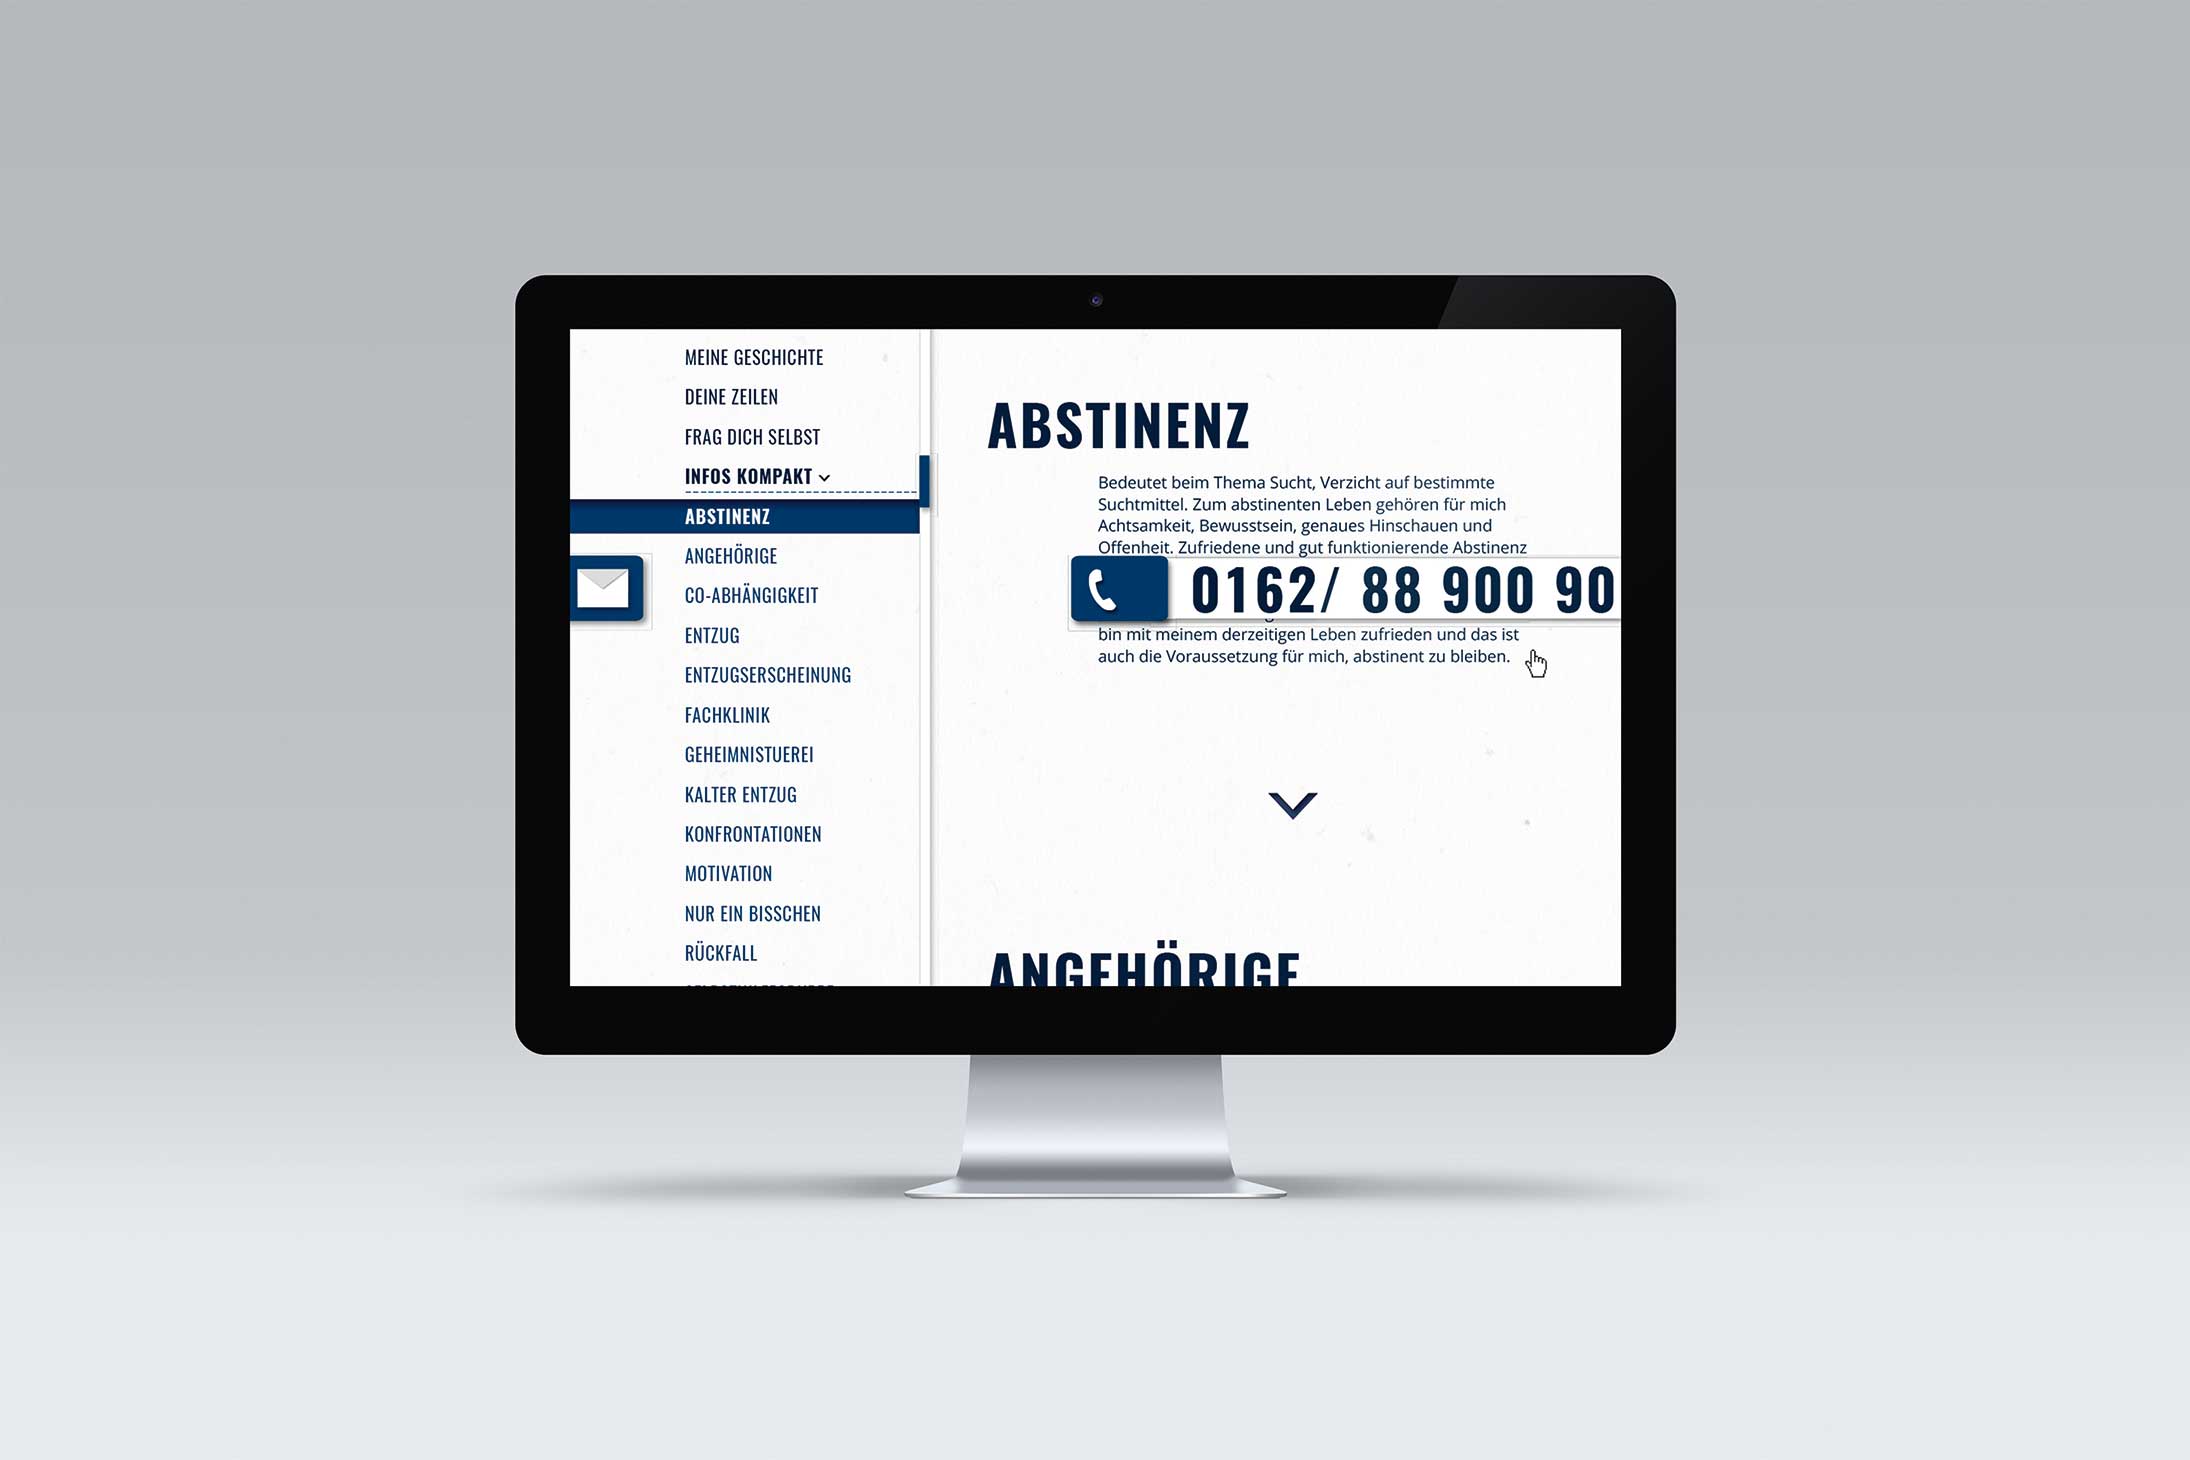 MEINE GESCHICHTE
DEINE ZEILEN
FRAG DICH SELBST
INFOS KOMPAKT
ABSTINENZ
ANGEHÖRIGE
CO-ABHÄNGIGKEIT
ENTZUG
ENTZUGSERSCHEINUNG
FACHKLINIK
GEHEIMNISTUEREI
KALTER ENTZUG
KONFRONTATIONEN
MOTIVATION
NUR EIN BISSCHEN
RÜCKFALL
ABSTINENZ
Bedeutet beim Thema Sucht, Verzicht auf bestimmte
Suchtmittel. Zum abstinenten Leben gehören für mich
Achtsamkeit, Bewusstsein, genaues Hinschauen und
Offenheit. Zufriedene und gut funktionierende Abstinenz
0162/ 88 900 90
bin mit meinem derzeitigen Leben zufrieden und das ist
auch die Voraussetzung für mich, abstinent zu bleiben.
ANGEHÖRIGE